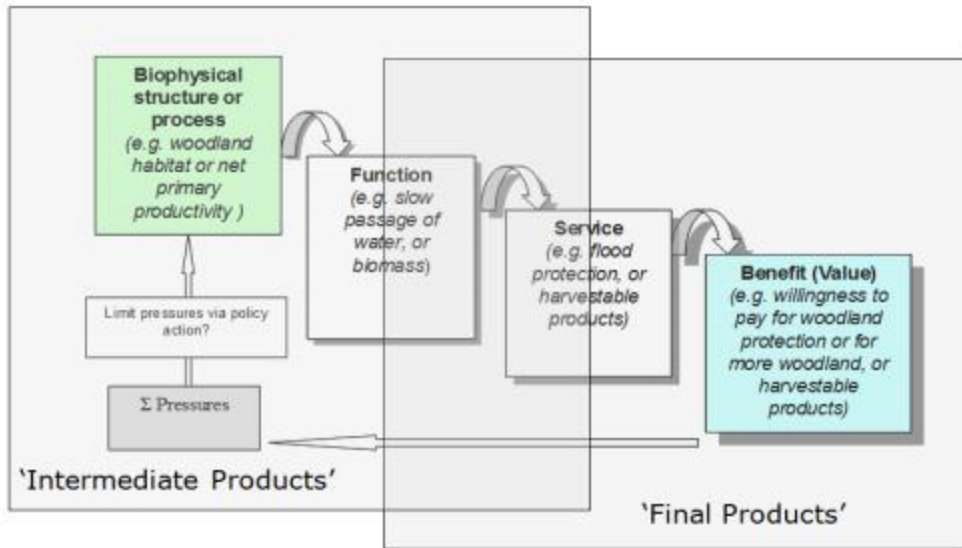 Biophysical
structure or
process
(e.g. woodland
habitat or net
primary
productivity )
Function
(e.g. slow
passage of
water, or
biomass)
Service
(e.g. flood
protection, or
harvestable
products)
Benefit (Value)
(e.g. willingness to
pay for woodland
protection or for
more woodland, or
harvestable
products)
Limit pressures via policy
action?
Σ Pressures
‘Intermediate Products’
‘Final Products’